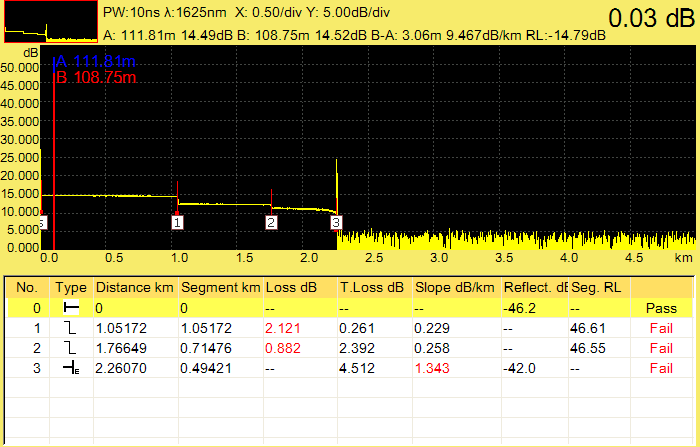 PW:10ns λ:1625nm X: 0.50/div Y: 5.00dB/div
0.03 dB
A: 111.81m 14.49dB B: 108.75m 14.52dB B-A: 3.06m 9.467dB/km RL:-14.79dB
dB
A 111.81m
50.000
B 108.75m
45.000
40.000
35.000
30.000
25.000
20.000
15.000
10.000
1 2 3
5.000
0.000
0.0 0.5 1.0 1.5 2.0 2.5 3.0 3.5 4.0 4.5 km
No. Type Distance km Segment km Loss dB T.Loss dB Slope dB/km Reflect. dB Seg. RL
0 0 0 -- -- -- -46.2 Pass
1 1.05172 1.05172 2.121 0.261 0.229 -- 46.61 Fail
2 1.76649 0.71476 0.882 2.392 0.258 -- 46.55 Fail
3 E 2.26070 0.49421 -- 4.512 1.343 -42.0 Fail